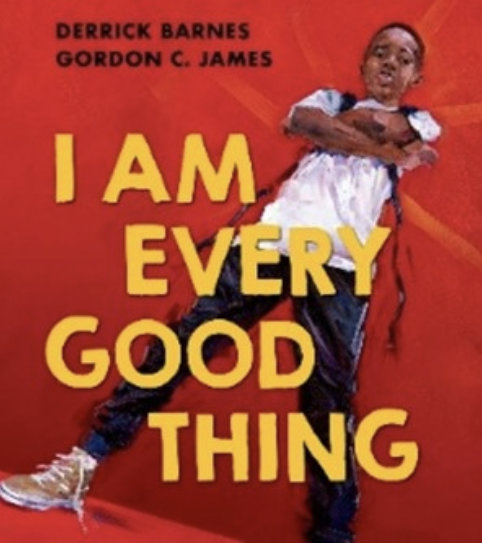 DERRICK BARNES
GORDON C. JAMES
I AM
EVERY
GOOD
THING